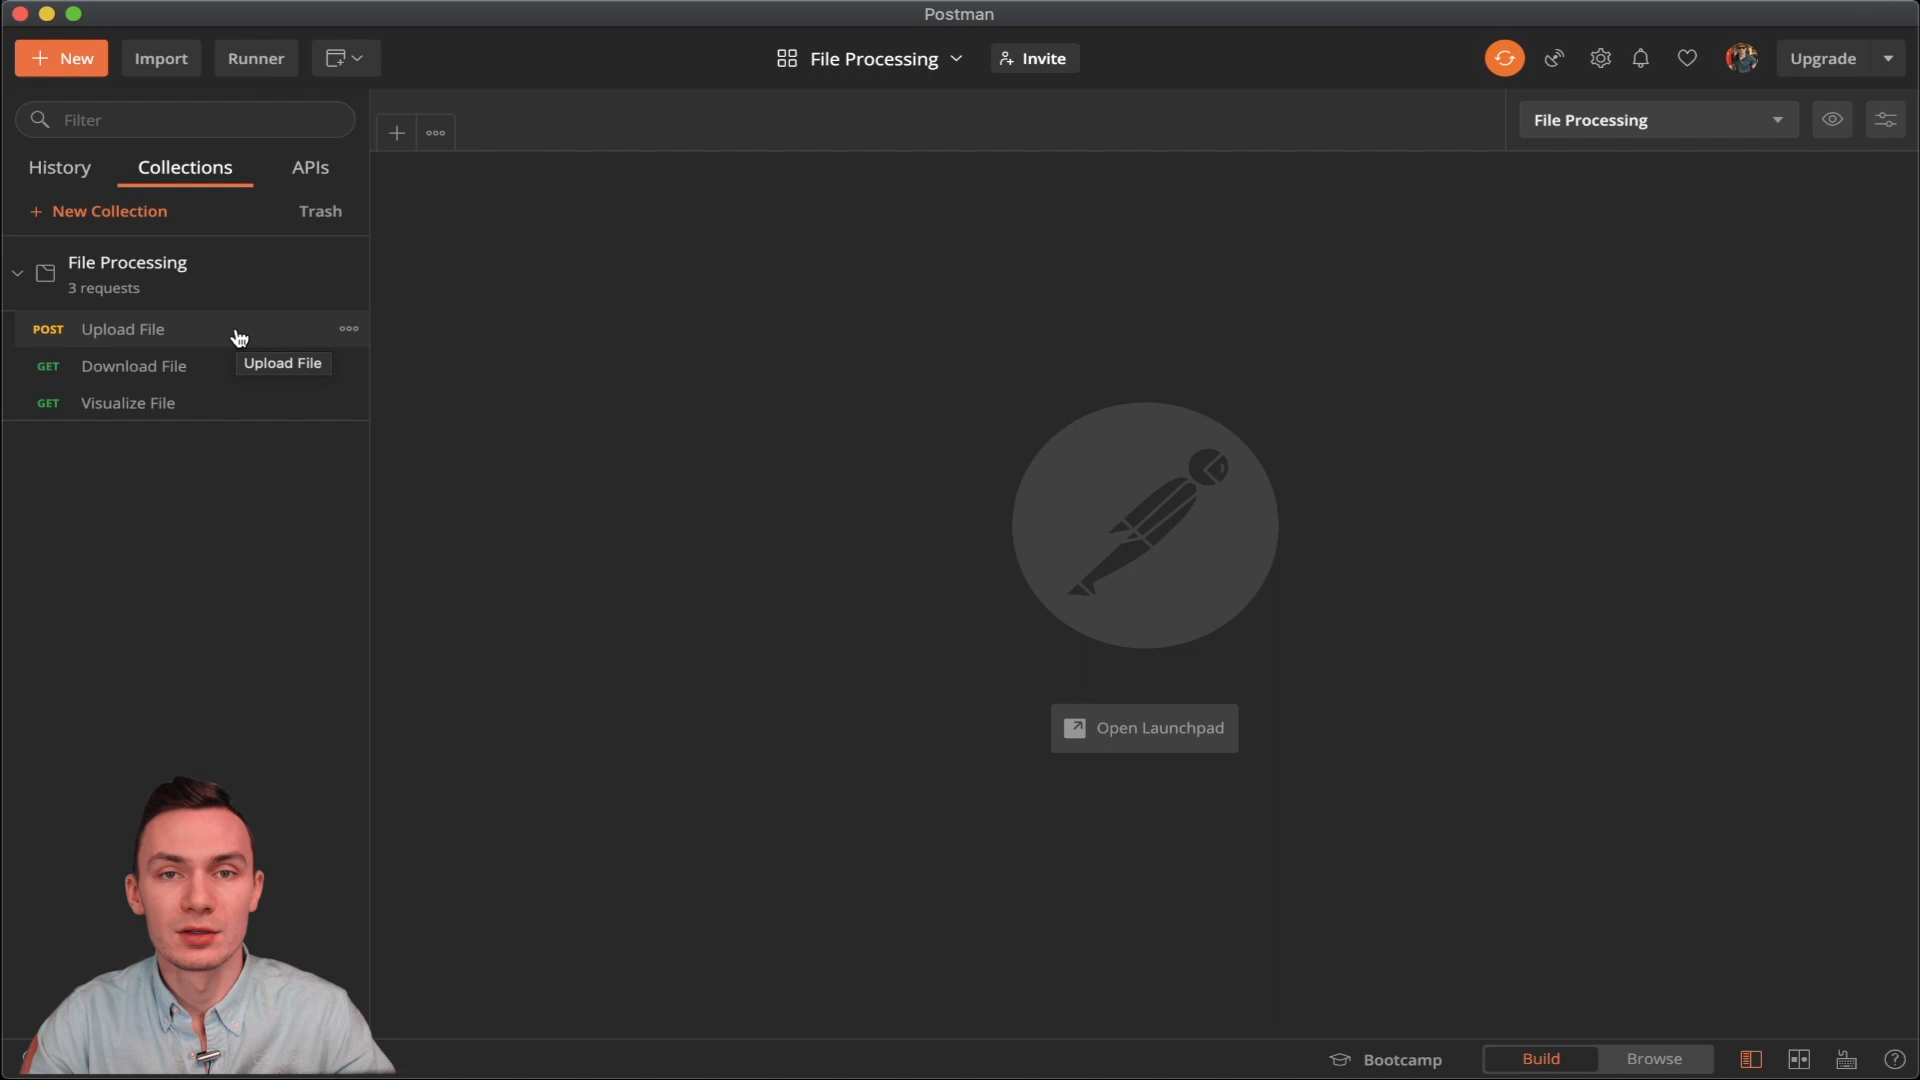 Postman
New
Import
Runner
File Processing
Invite
Upgrade
Filter
File Processing
History
Collections
APIs
+ New Collection
Trash
File Processing
3 requests
POST Upload File
GET Download File
Upload File
GET Visualize File
Open Launchpad
Bootcamp
Build
Browse